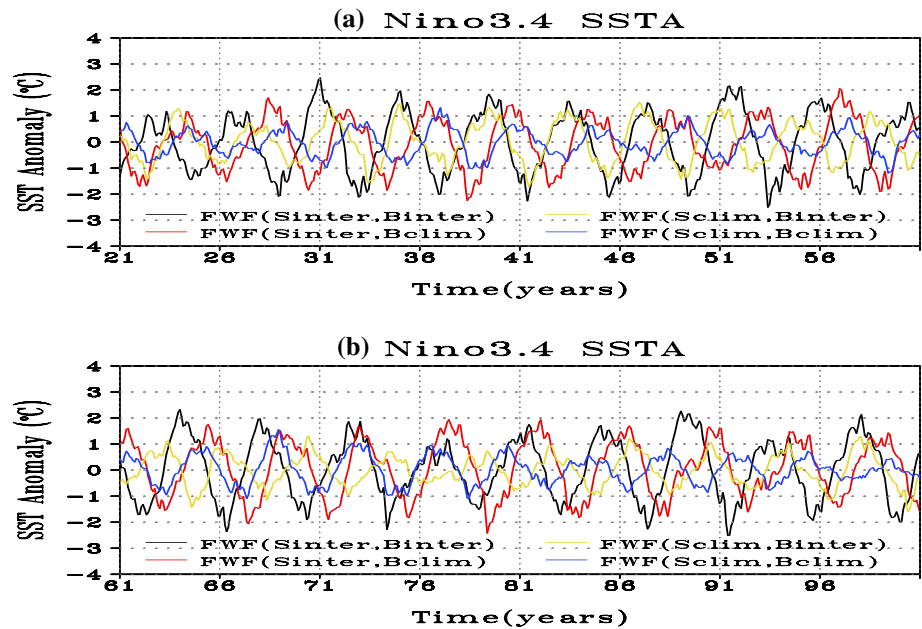 (a) Nino3.4 SSTA
SST Anomaly (°C)
4
3
2
1
0
−1
−2
−3
−4
FWF(Sinter,Binter)
FWF(Sclim,Binter)
FWF(Sinter,Bclim)
FWF(Sclim,Bclim)
21 26 31 36 41 46 51 56
Time(years)
(b) Nino3.4 SSTA
SST Anomaly (°C)
4
3
2
1
0
−1
−2
−3
−4
FWF(Sinter,Binter)
FWF(Sclim,Binter)
FWF(Sinter,Bclim)
FWF(Sclim,Bclim)
61 66 71 76 81 86 91 96
Time(years)